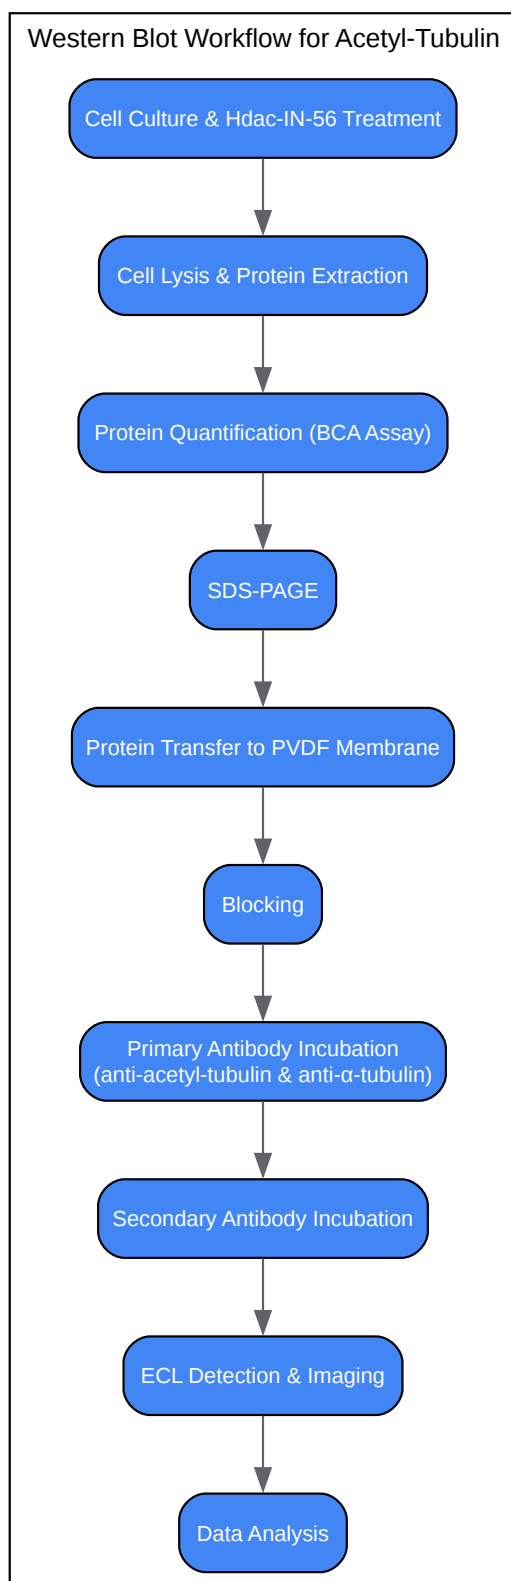 Western Blot Workflow for Acetyl-Tubulin
Cell Culture & Hdac-IN-56 Treatment
Cell Lysis & Protein Extraction
Protein Quantification (BCA Assay)
SDS-PAGE
Protein Transfer to PVDF Membrane
Blocking
Primary Antibody Incubation
(anti-acetyl-tubulin & anti-α-tubulin)
Secondary Antibody Incubation
ECL Detection & Imaging
Data Analysis